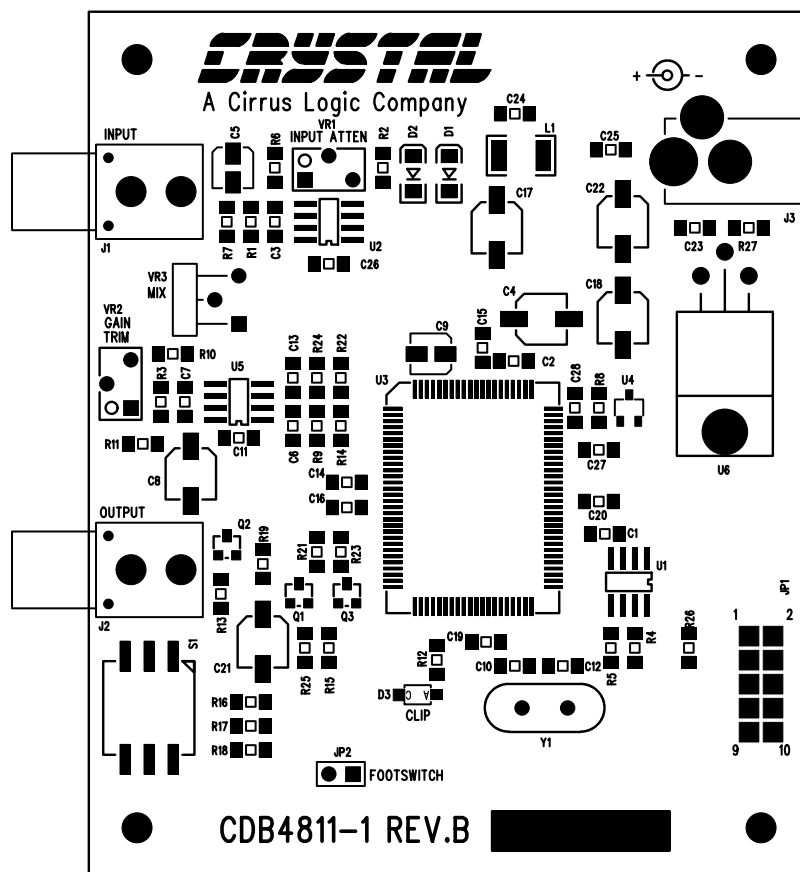 CRYSTAL
A Cirrus Logic Company
+ -
C24
VR1
INPUT ATTEN
INPUT
C5
R6
R2
D2
D1
L1
C25
C17
C22
J3
J1
R7
R1
C3
U2
C26
C23
R27
VR3
MIX
C18
C4
VR2
GAIN
TRIM
C15
C9
C2
R10
C13
R24
R22
R3
C7
U5
U3
C28
R8
U4
R11
C11
C6
R9
R14
C27
U6
C8
C14
C16
C20
OUTPUT
Q2
R19
C1
R21
R23
U1
JP1
R13
Q1
Q3
J2
R26
1 2
S1
C19
R4
C21
R12
C10
C12
R5
R25
R15
D3
C A
CLIP
R16
R17
Y1
R18
9 10
JP2
FOOTSWITCH
CDB4811-1 REV.B